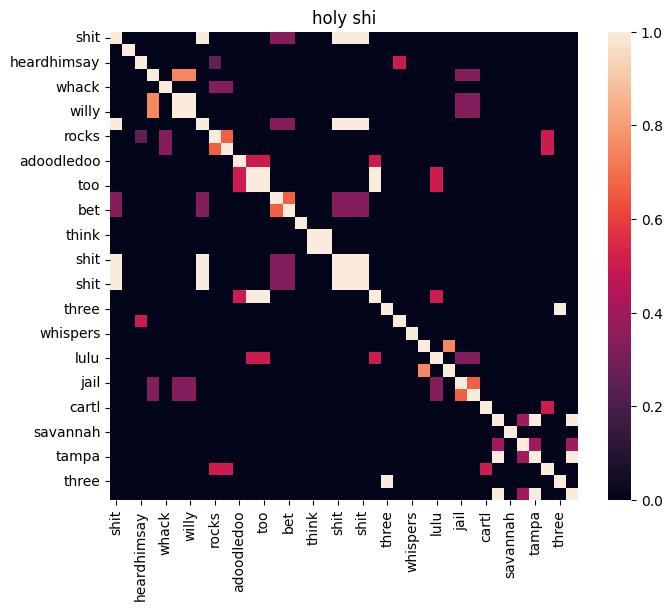 holy shi
shit
heardhimsay
whack
willy
rocks
adoodledoo
too
bet
think
shit
shit
three
whispers
lulu
jail
cartl
savannah
tampa
three
1.0
0.8
0.6
0.4
0.2
0.0
shit
heardhimsay
whack
willy
rocks
adoodledoo
too
bet
think
shit
shit
three
whispers
lulu
jail
cartl
savannah
tampa
three